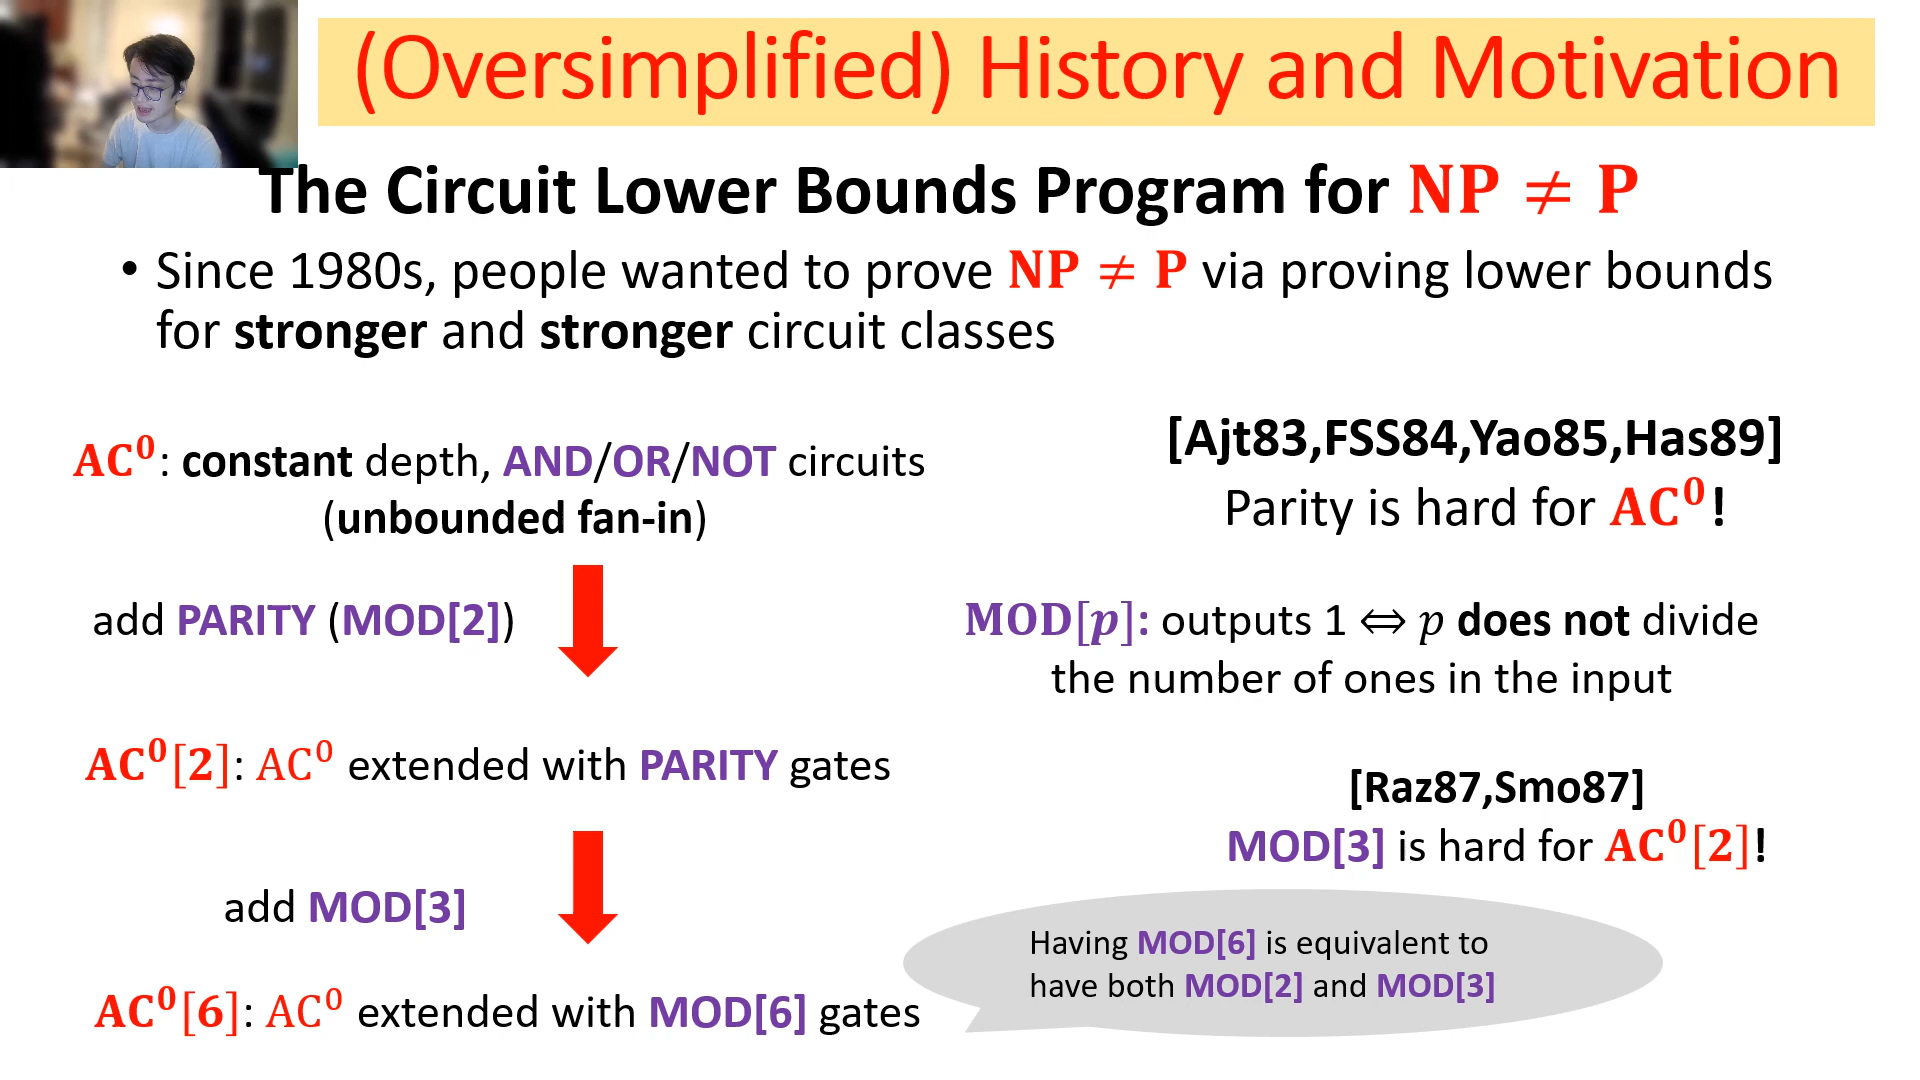 (Oversimplified) History and Motivation
The Circuit Lower Bounds Program for NP ≠ P
• Since 1980s, people wanted to prove NP ≠ P via proving lower bounds
for stronger and stronger circuit classes
AC⁰: constant depth, AND/OR/NOT circuits
(unbounded fan-in)
[Ajt83,FSS84,Yao85,Has89]
Parity is hard for AC⁰!
add PARITY (MOD[2])
MOD[p]: outputs 1 ⇔ p does not divide
the number of ones in the input
AC⁰[2]: AC⁰ extended with PARITY gates
[Raz87,Smo87]
MOD[3] is hard for AC⁰[2]!
add MOD[3]
Having MOD[6] is equivalent to
have both MOD[2] and MOD[3]
AC⁰[6]: AC⁰ extended with MOD[6] gates